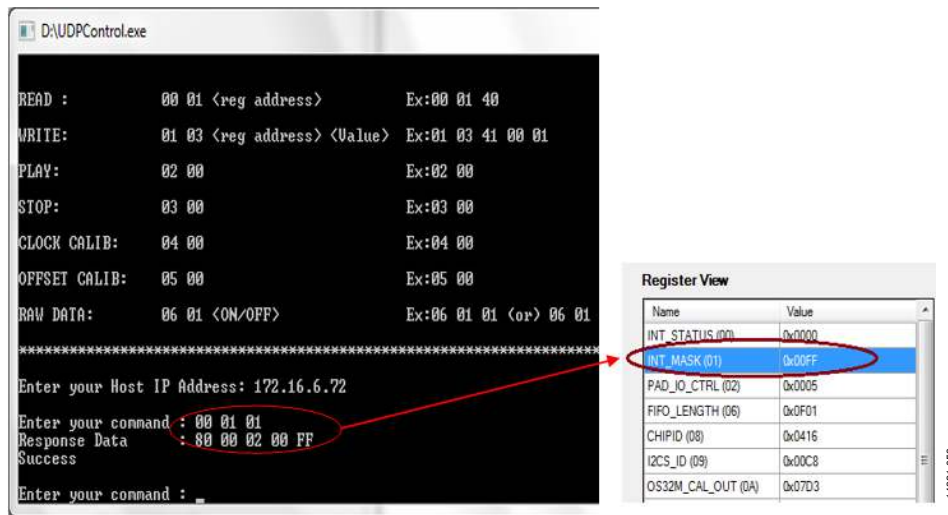 D:\UDPControl.exe
READ : 00 01 <reg address> Ex:00 01 40
WRITE: 01 03 <reg address> <Value> Ex:01 03 41 00 01
PLAY: 02 00 Ex:02 00
STOP: 03 00 Ex:03 00
CLOCK CALIB: 04 00 Ex:04 00
OFFSET CALIB: 05 00 Ex:05 00
RAW DATA: 06 01 <ON/OFF> Ex:06 01 01 (or) 06 01
*******************************************************************
Enter your Host IP Address: 172.16.6.72
Enter your command : 00 01 01
Response Data : 80 00 02 00 FF
Success
Enter your command : _
Register View
Name Value
INT_STATUS (00) 0x0000
INT_MASK (01) 0x00FF
PAD_IO_CTRL (02) 0x0005
FIFO_LENGTH (06) 0x0F01
CHIPID (08) 0x0416
I2CS_ID (09) 0x00C8
OS32M_CAL_OUT (0A) 0x07D3